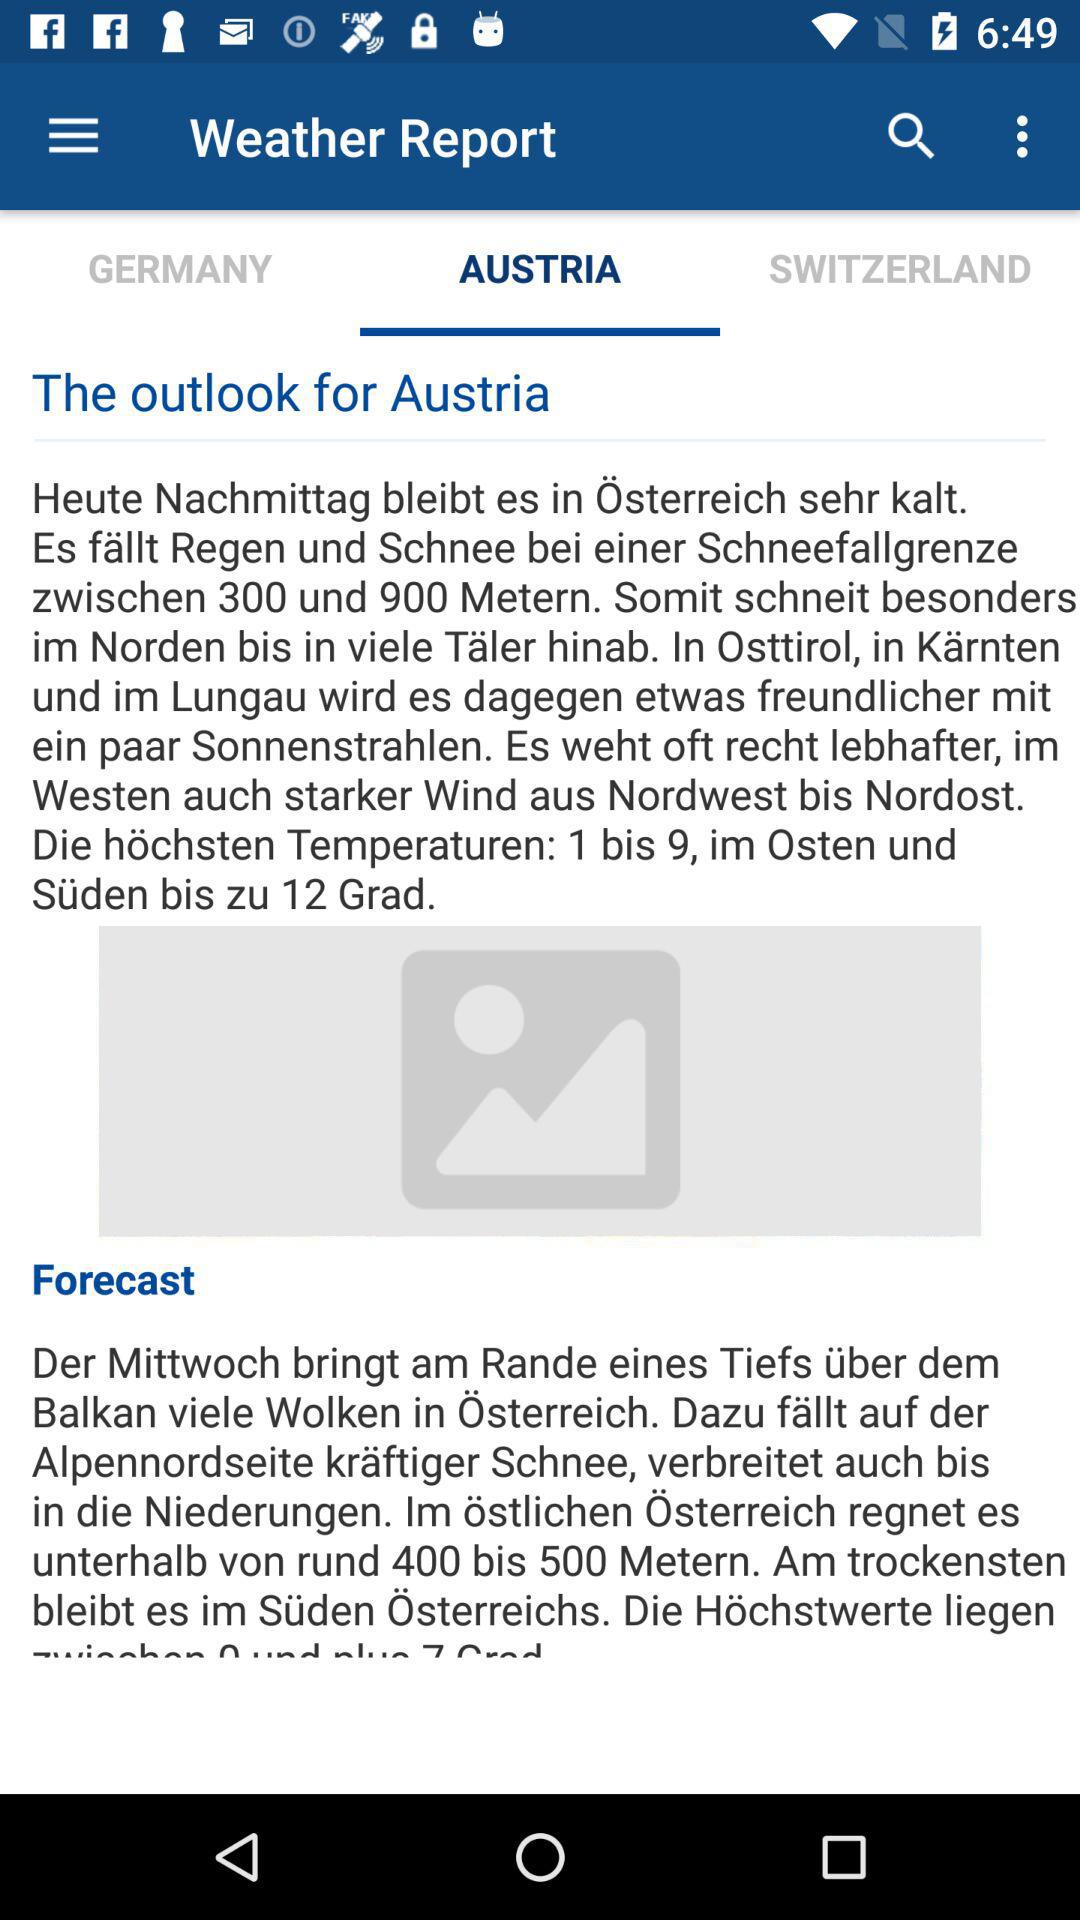 FAKE
6:49
Weather Report
GERMANY AUSTRIA SWITZERLAND
The outlook for Austria
Heute Nachmittag bleibt es in Österreich sehr kalt.
Es fällt Regen und Schnee bei einer Schneefallgrenze
zwischen 300 und 900 Metern. Somit schneit besonders
im Norden bis in viele Täler hinab. In Osttirol, in Kärnten
und im Lungau wird es dagegen etwas freundlicher mit
ein paar Sonnenstrahlen. Es weht oft recht lebhafter, im
Westen auch starker Wind aus Nordwest bis Nordost.
Die höchsten Temperaturen: 1 bis 9, im Osten und
Süden bis zu 12 Grad.
Forecast
Der Mittwoch bringt am Rande eines Tiefs über dem
Balkan viele Wolken in Österreich. Dazu fällt auf der
Alpennordseite kräftiger Schnee, verbreitet auch bis
in die Niederungen. Im östlichen Österreich regnet es
unterhalb von rund 400 bis 500 Metern. Am trockensten
bleibt es im Süden Österreichs. Die Höchstwerte liegen
zwischen 0 und plus 7 Grad